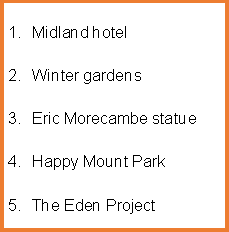 1. Midland hotel
2. Winter gardens
3. Eric Morecambe statue
4. Happy Mount Park
5. The Eden Project